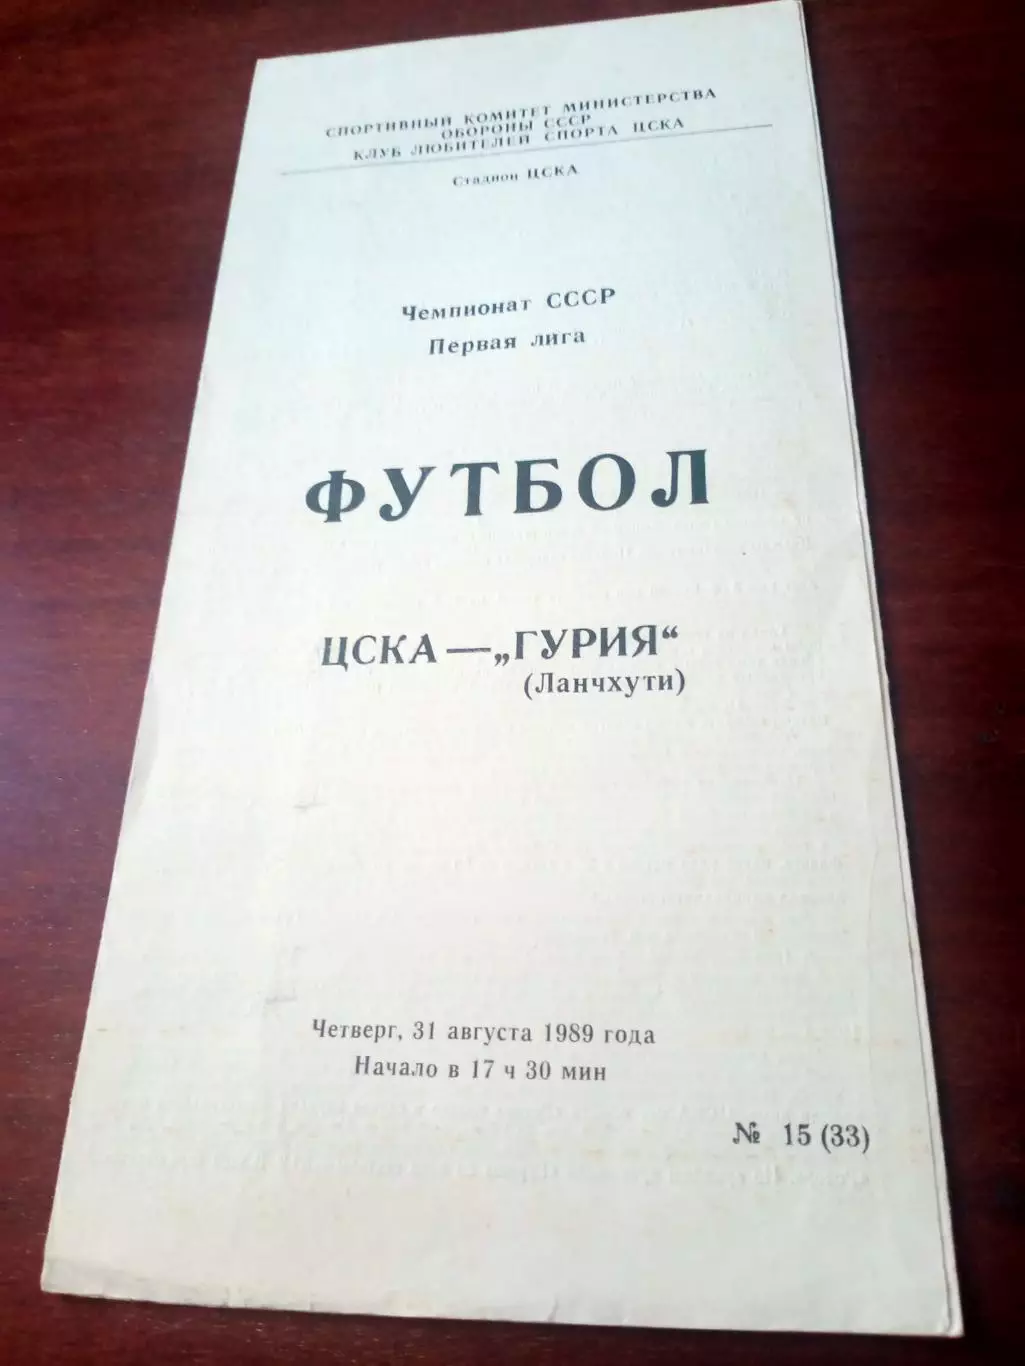 СПОРТИВНЫЙ КОМИТЕТ МИНИСТЕРСТВА
ОБОРОНЫ СССР
КЛУБ ЛЮБИТЕЛЕЙ СПОРТА ЦСКА
Стадион ЦСКА
Чемпионат СССР
Первая лига
ФУТБОЛ
ЦСКА — „ГУРИЯ“
(Ланчхути)
Четверг, 31 августа 1989 года
Начало в 17 ч 30 мин
№ 15 (33)